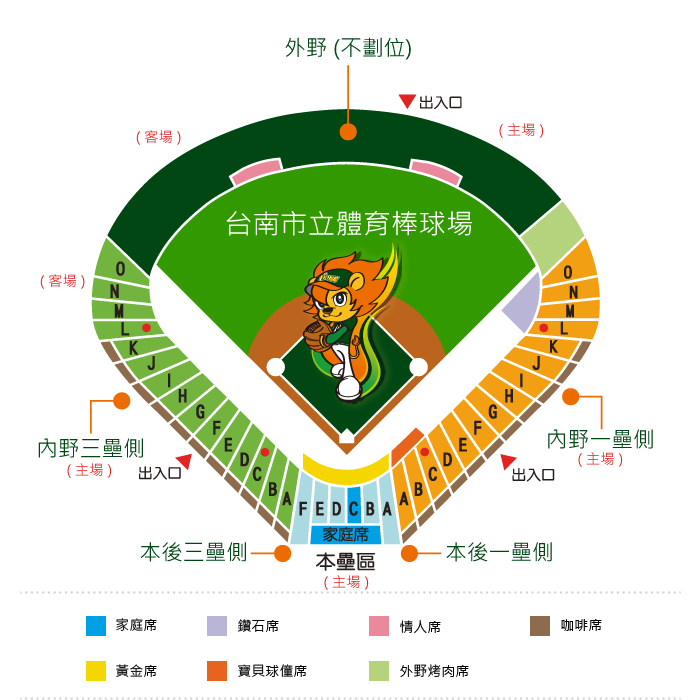 外野 (不劃位)
出入口
(客場)
(主場)
台南市立體育棒球場
(客場)
O
N
M
L
K
J
I
H
G
F
E
D
C
B
A
O
N
M
L
K
J
I
H
G
F
E
D
C
B
A
F E D C B A
家庭席
內野三壘側
(主場)
出入口
內野一壘側
(主場)
出入口
本後三壘側
本壘區
(主場)
本後一壘側
家庭席
鑽石席
情人席
咖啡席
黃金席
寶貝球僮席
外野烤肉席